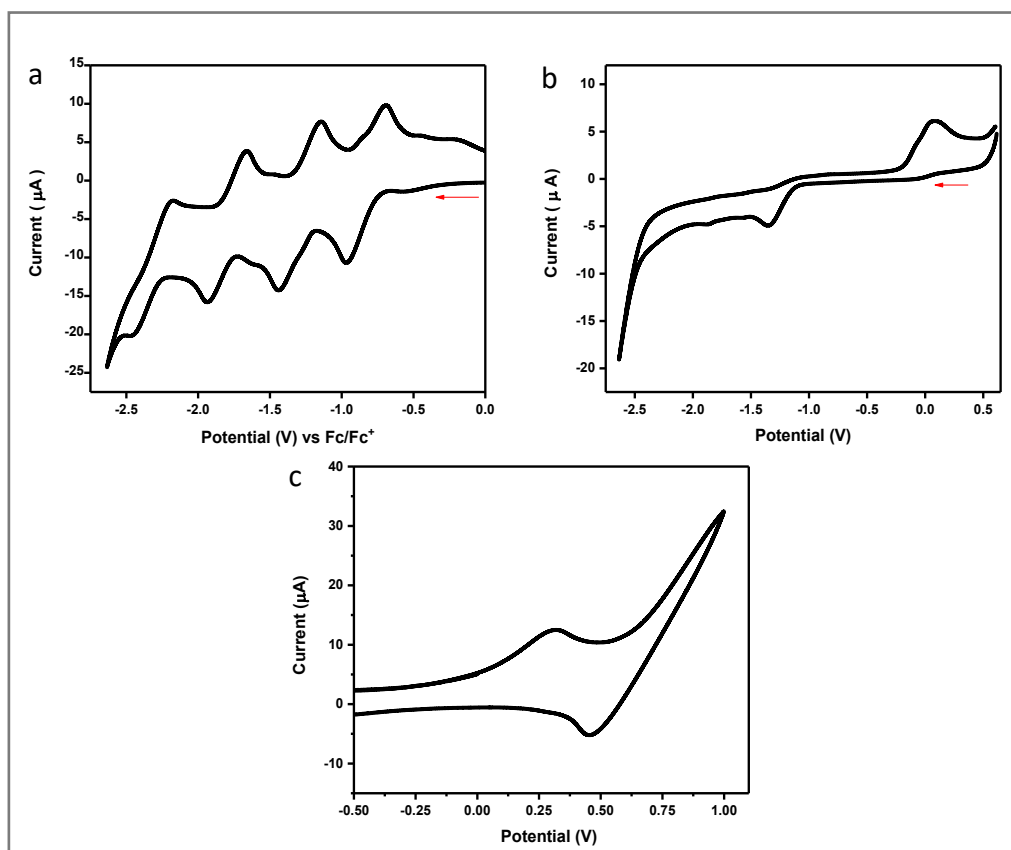 a
15
10
5
0
-5
-10
-15
-20
-25
Current ( μA)
-2.5 -2.0 -1.5 -1.0 -0.5 0.0
Potential (V) vs Fc/Fc+
b
10
5
0
-5
-10
-15
-20
Current ( μ A)
-2.5 -2.0 -1.5 -1.0 -0.5 0.0 0.5
Potential (V)
c
40
30
20
10
0
-10
Current (μA)
-0.50 -0.25 0.00 0.25 0.50 0.75 1.00
Potential (V)